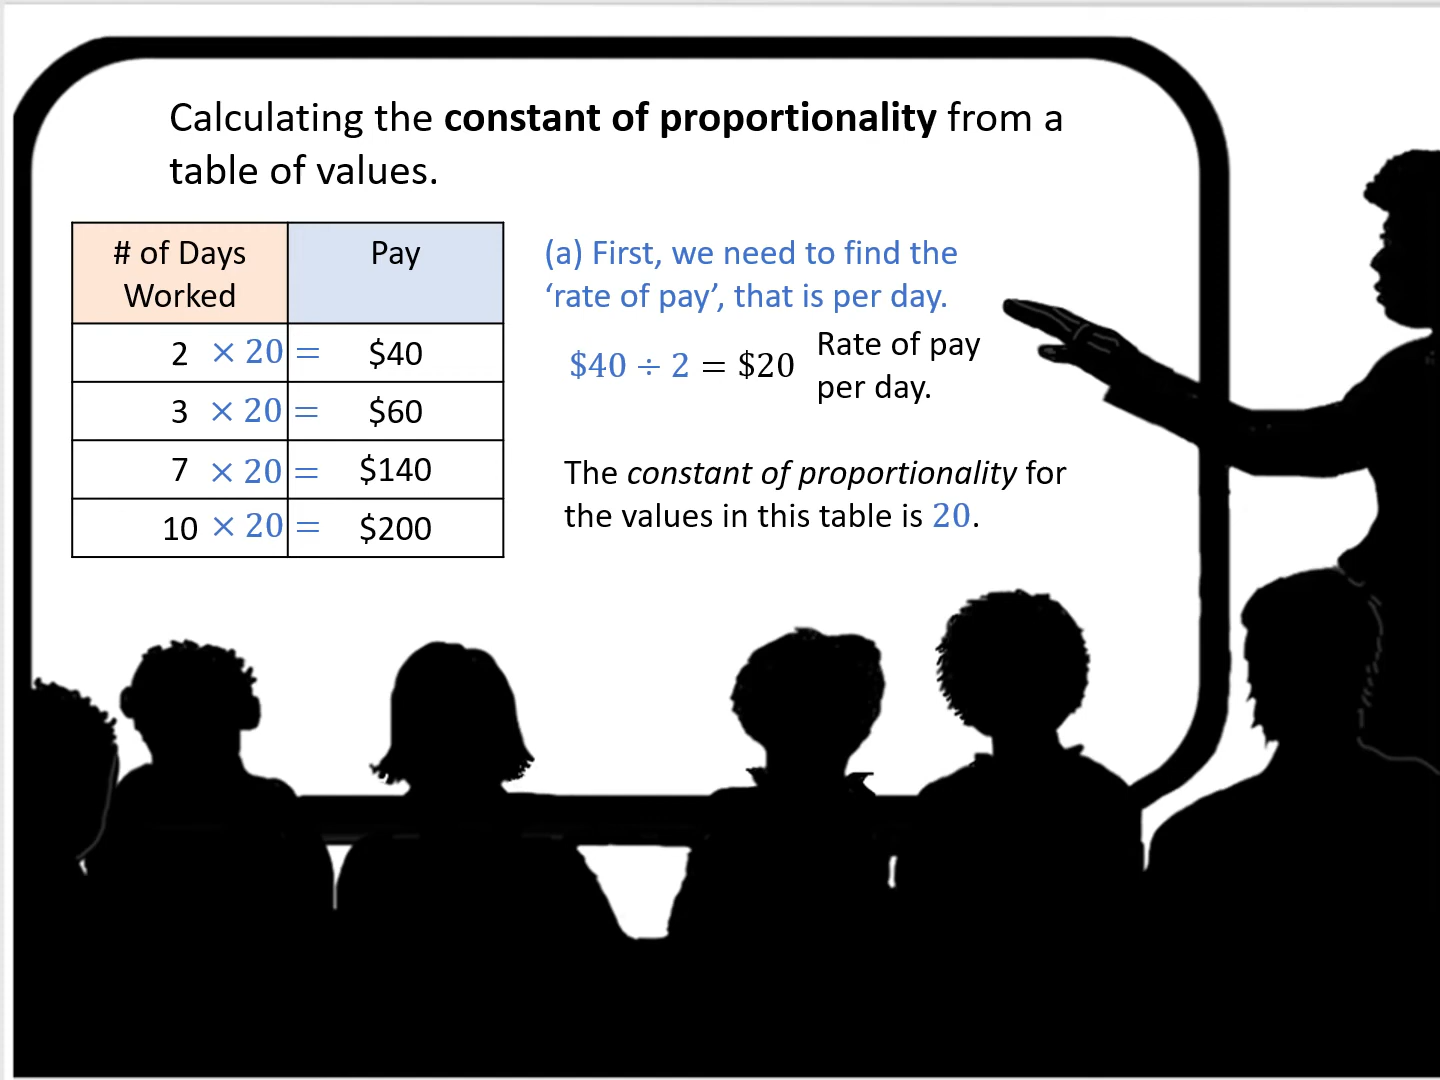 Calculating the constant of proportionality from a
table of values.
# of Days
Worked
Pay
2 × 20 = $40
3 × 20 = $60
7 × 20 = $140
10 × 20 = $200
(a) First, we need to find the
‘rate of pay’, that is per day.
$40 ÷ 2 = $20
Rate of pay
per day.
The constant of proportionality for
the values in this table is 20.